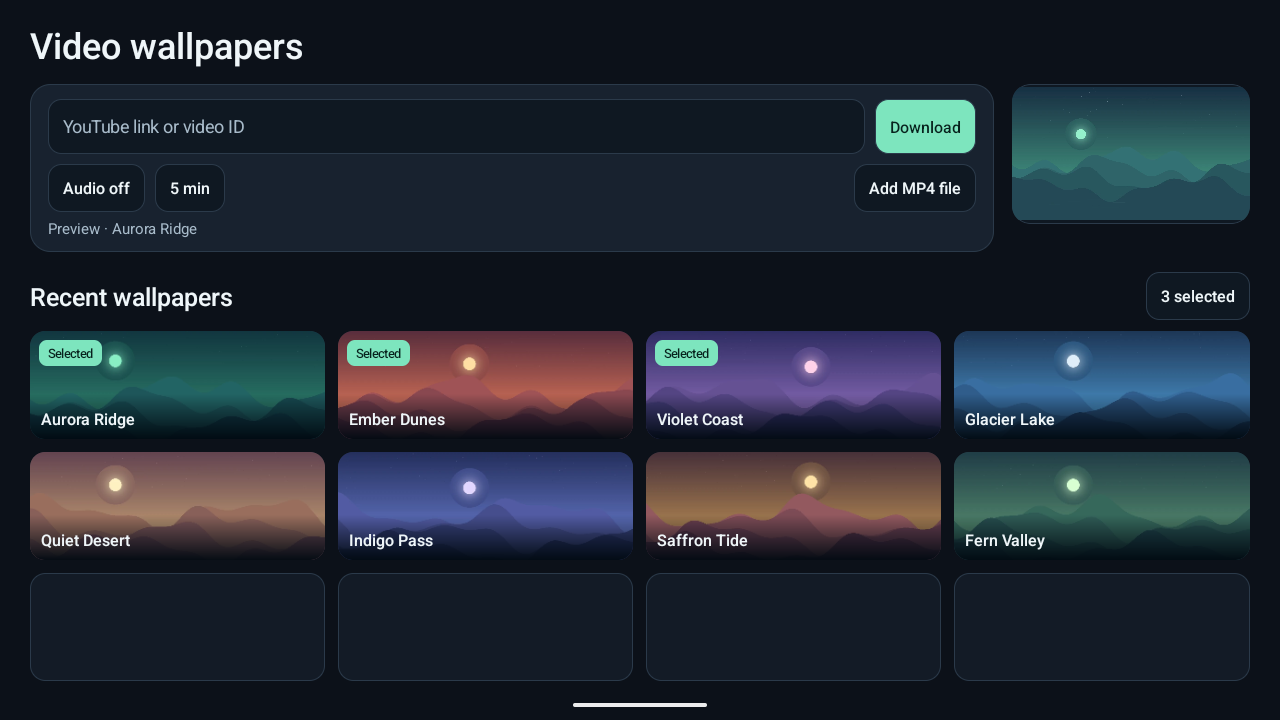 Video wallpapers
YouTube link or video ID
Download
Audio off
5 min
Add MP4 file
Preview · Aurora Ridge
Recent wallpapers
3 selected
Selected
Selected
Selected
Aurora Ridge
Ember Dunes
Violet Coast
Glacier Lake
Quiet Desert
Indigo Pass
Saffron Tide
Fern Valley